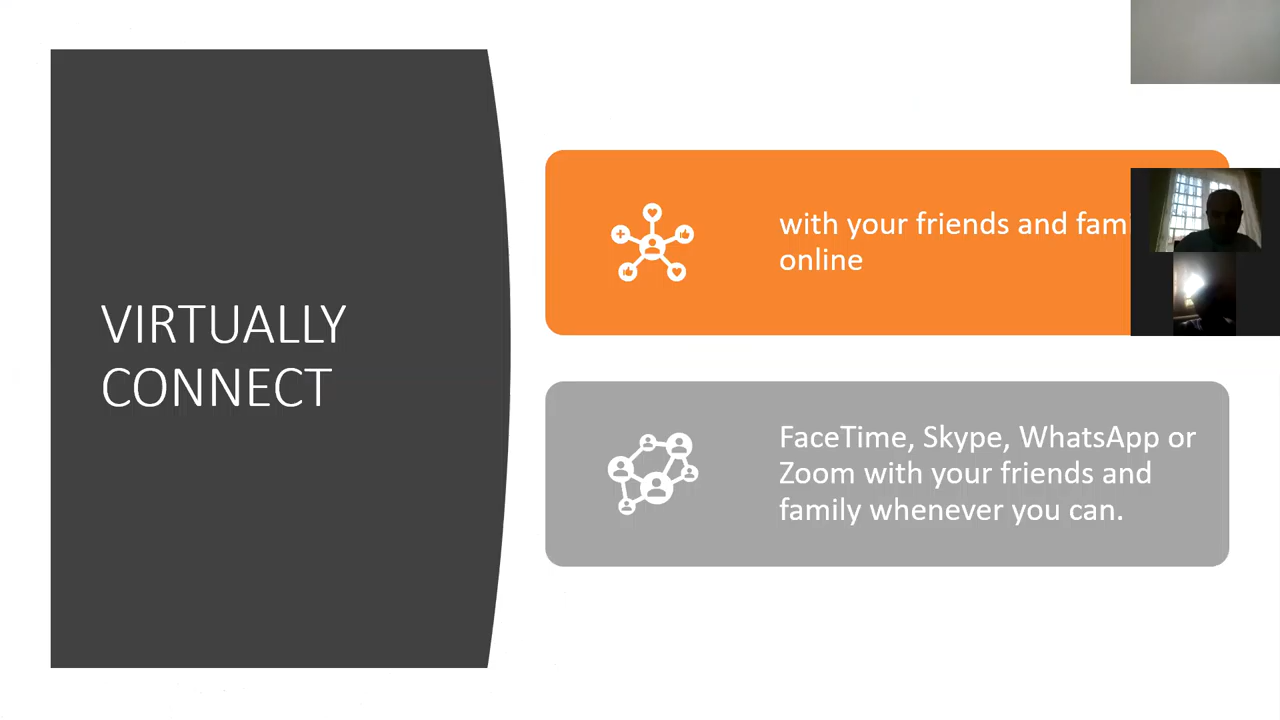 VIRTUALLY
CONNECT
with your friends and
online
FaceTime, Skype, WhatsApp or
Zoom with your friends and
family whenever you can.